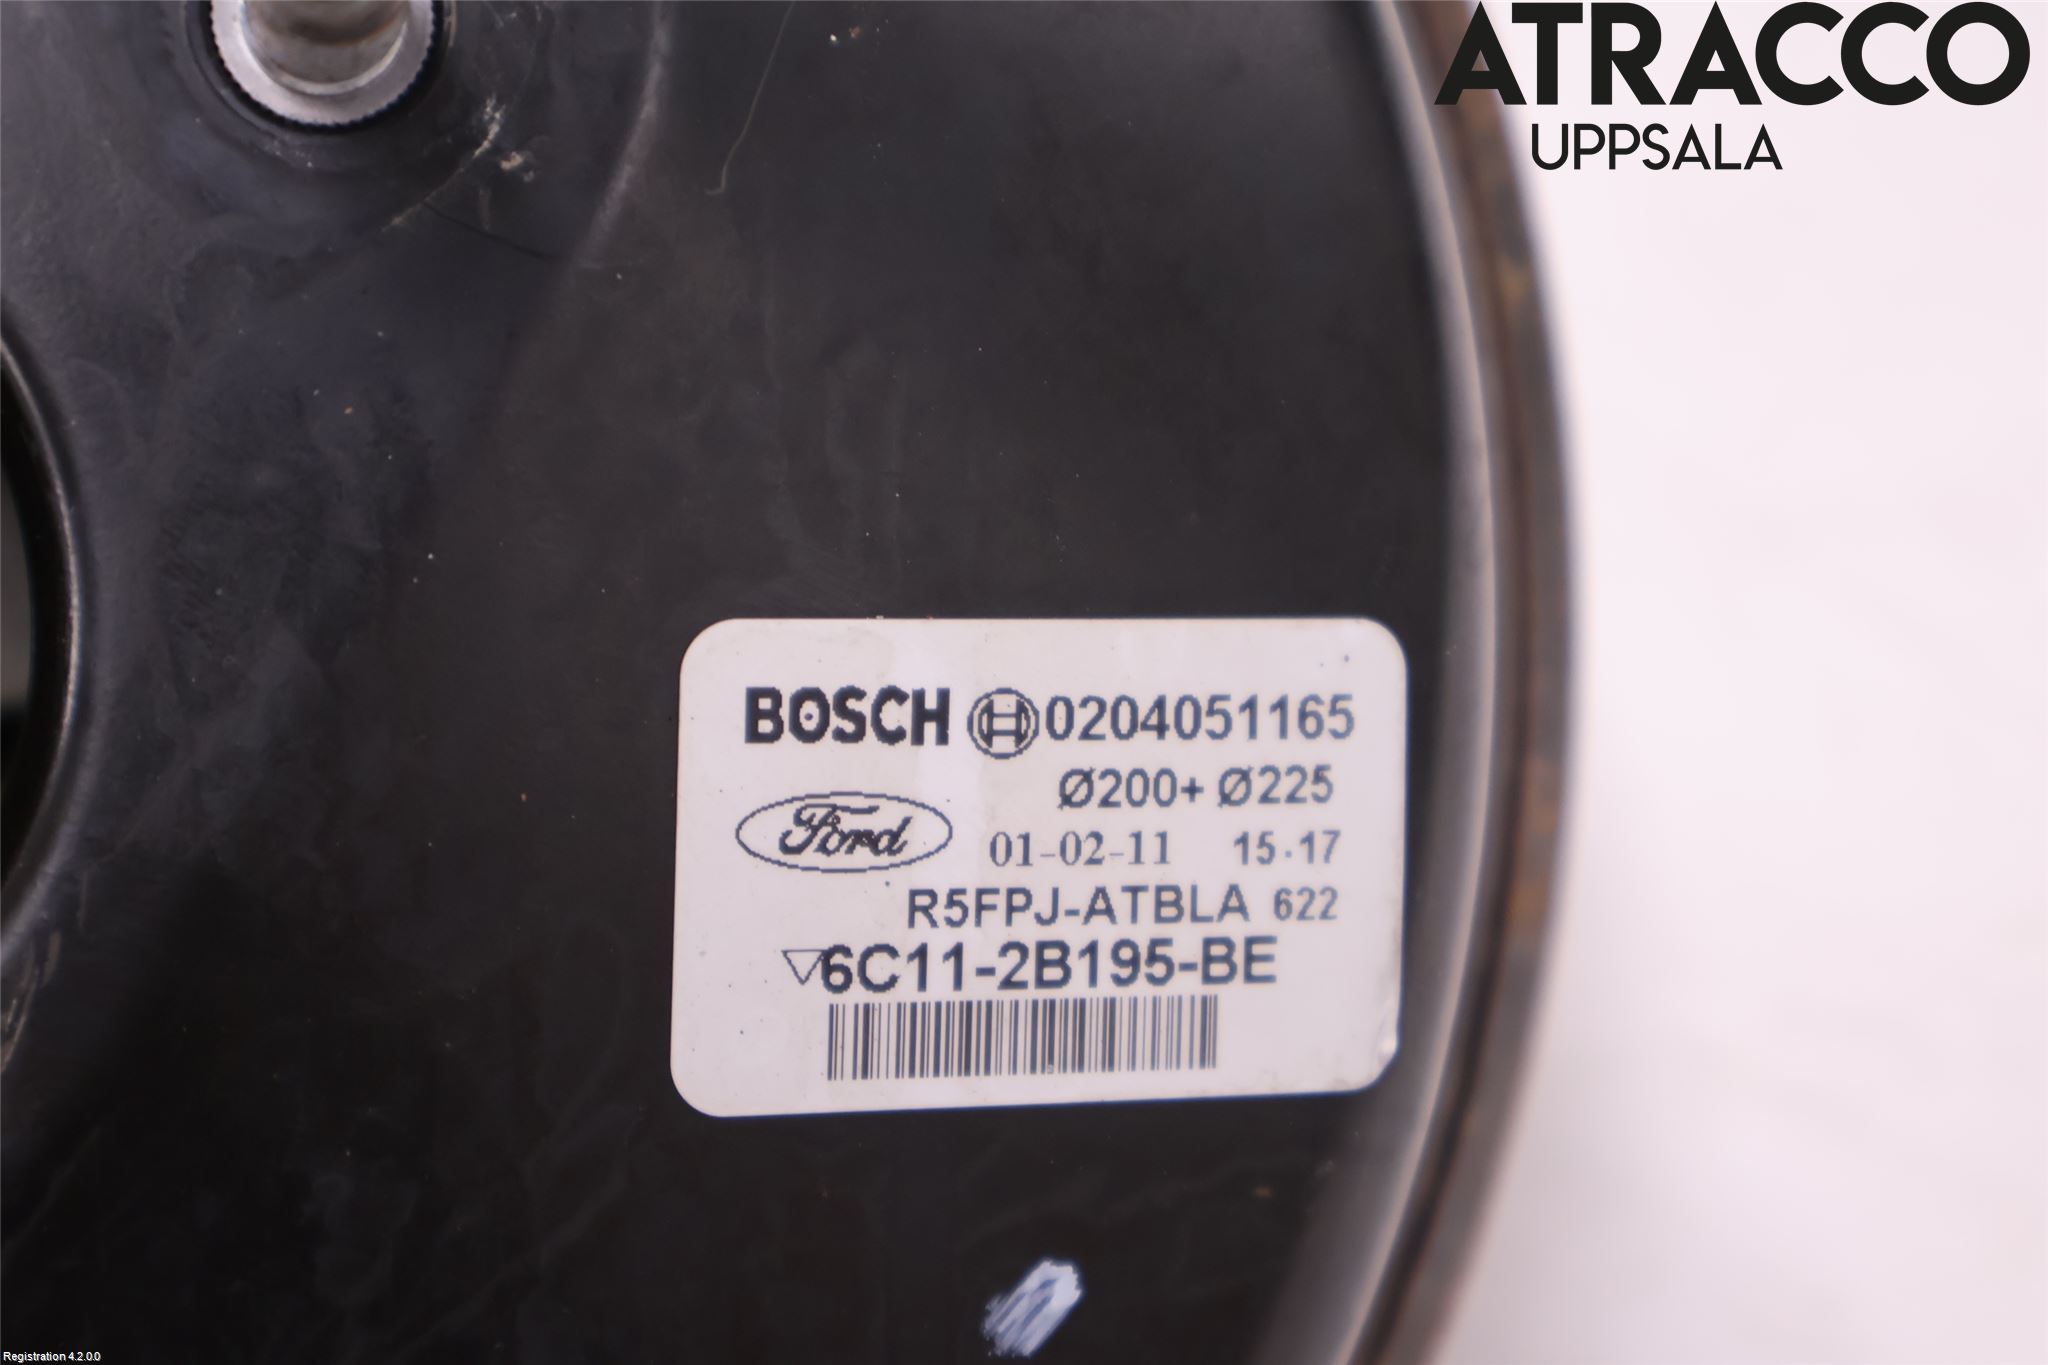 ATRACCO
UPPSALA
BOSCH 0204051165
Ø200+ Ø225
Ford
01-02-11 15·17
R5FPJ-ATBLA 622
▽6C11-2B195-BE
Registration 4.2.0.0